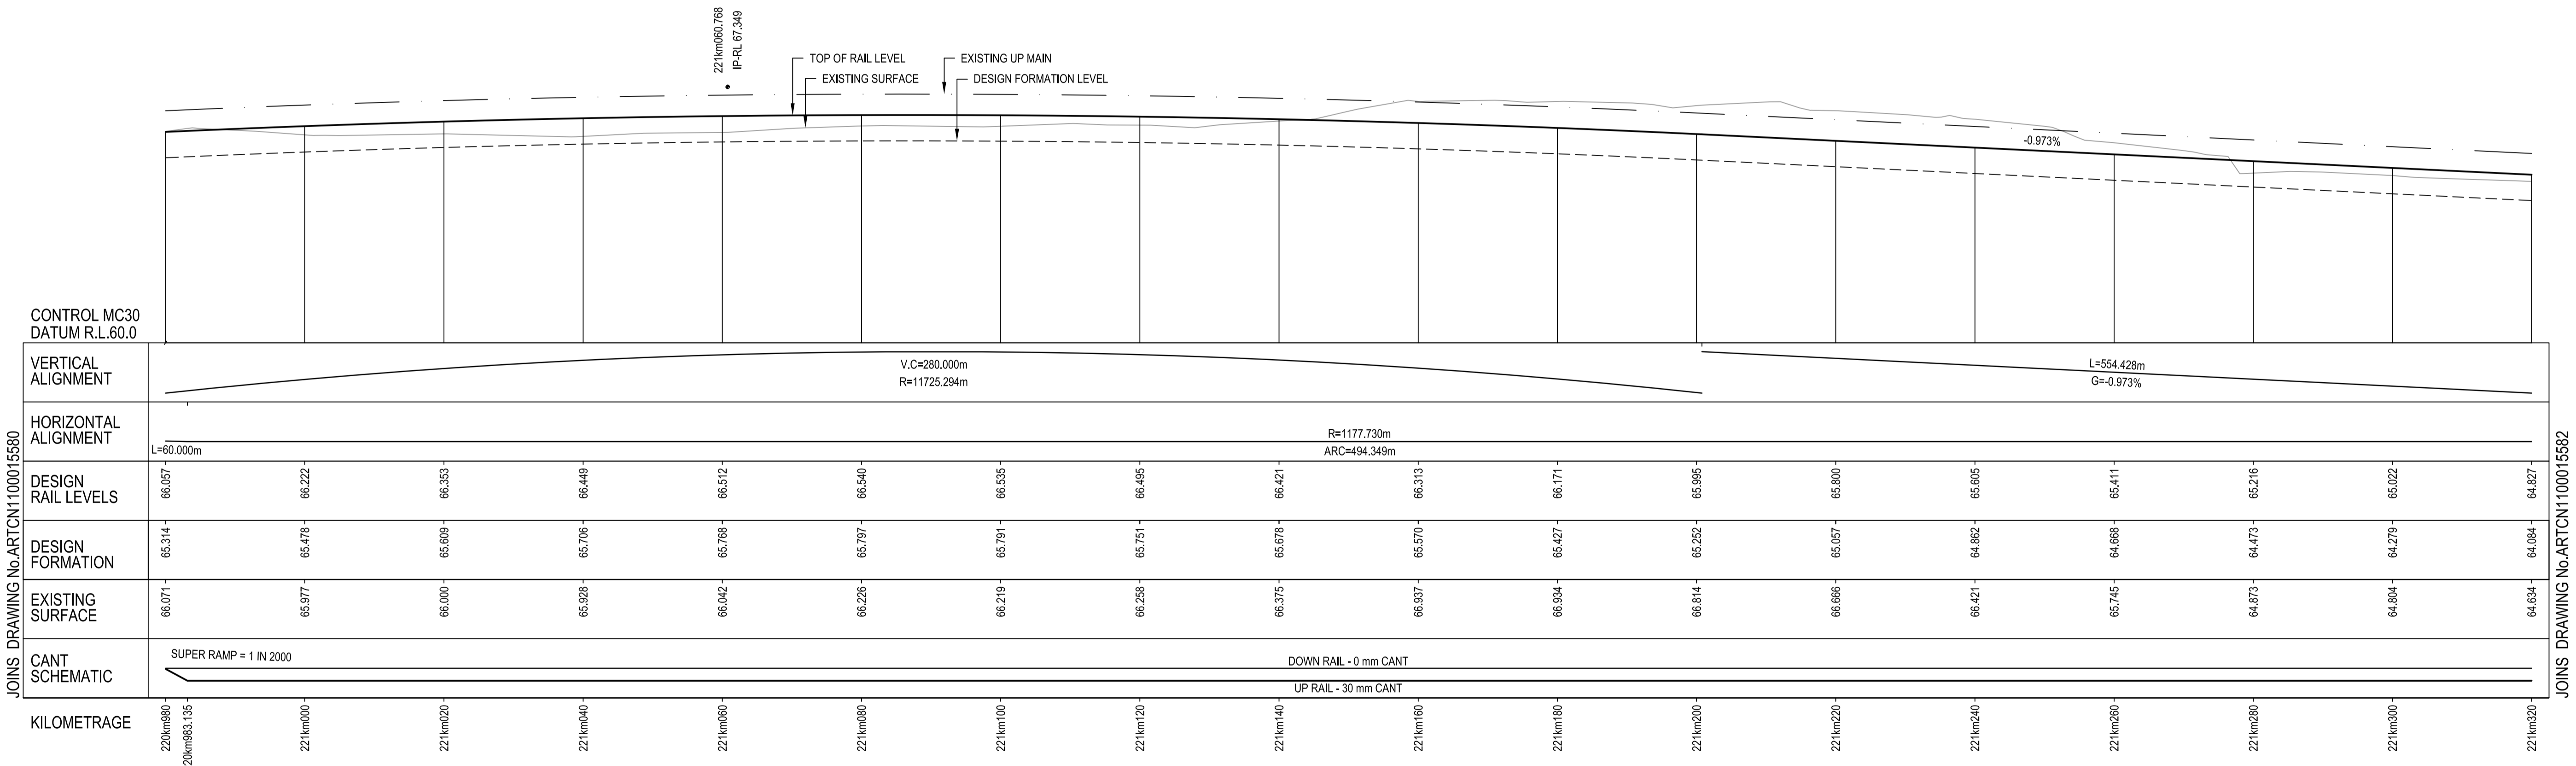 221km060.768
IP-RL 67.349
TOP OF RAIL LEVEL
EXISTING UP MAIN
EXISTING SURFACE
DESIGN FORMATION LEVEL
-0.973%
CONTROL MC30
DATUM R.L.60.0
VERTICAL
ALIGNMENT
V.C=280.000m
R=11725.294m
L=554.428m
G=-0.973%
HORIZONTAL
ALIGNMENT
L=60.000m
R=1177.730m
ARC=494.349m
DESIGN
RAIL LEVELS
66.057 66.222 66.353 66.449 66.512 66.540 66.535 66.495 66.421 66.313 66.171 65.995 65.800 65.605 65.411 65.216 65.022 64.827
DESIGN
FORMATION
65.314 65.478 65.609 65.706 65.768 65.797 65.791 65.751 65.678 65.570 65.427 65.252 65.057 64.862 64.668 64.473 64.279 64.084
EXISTING
SURFACE
66.071 65.977 66.000 65.928 66.042 66.226 66.219 66.258 66.375 66.937 66.934 66.814 66.666 66.421 65.745 64.873 64.804 64.634
CANT
SCHEMATIC
SUPER RAMP = 1 IN 2000
DOWN RAIL - 0 mm CANT
UP RAIL - 30 mm CANT
KILOMETRAGE
220km980 20km983.135 221km000 221km020 221km040 221km060 221km080 221km100 221km120 221km140 221km160 221km180 221km200 221km220 221km240 221km260 221km280 221km300 221km320
JOINS DRAWING No.ARTCN1100015580
JOINS DRAWING No.ARTCN1100015582